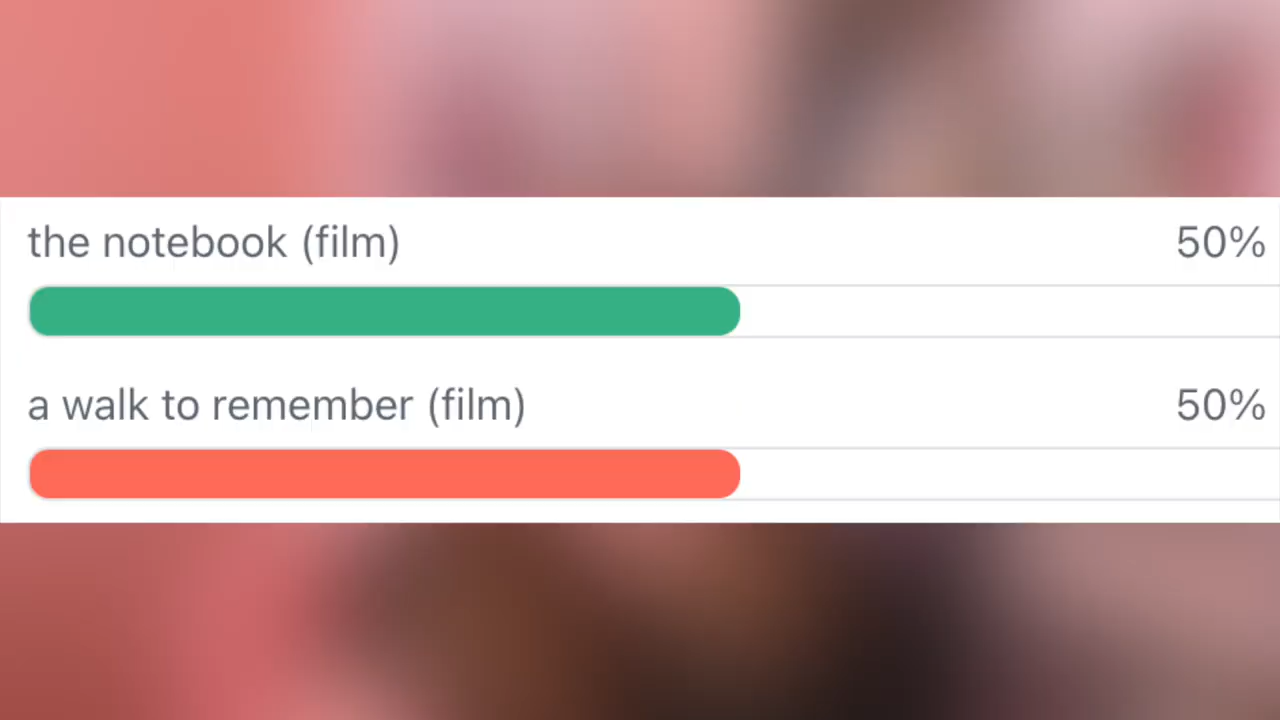 the notebook (film) 50%
a walk to remember (film) 50%